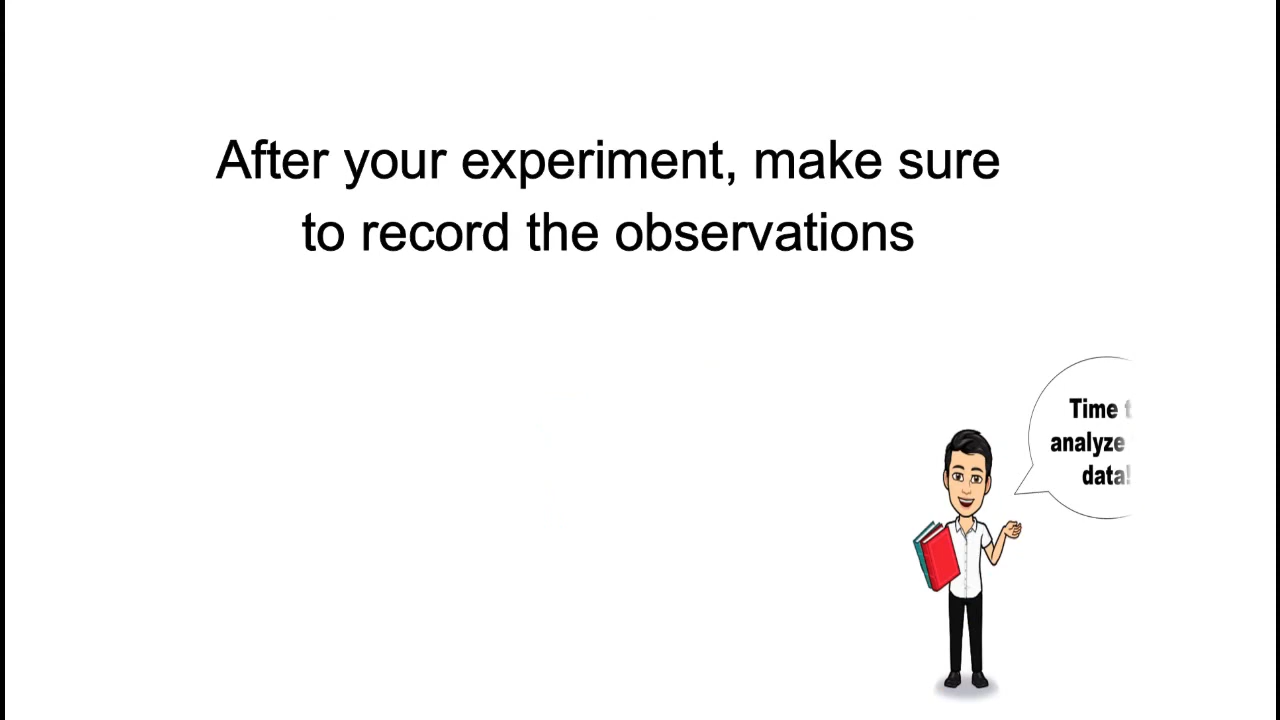 After your experiment, make sure
to record the observations
Time t
analyze
data!